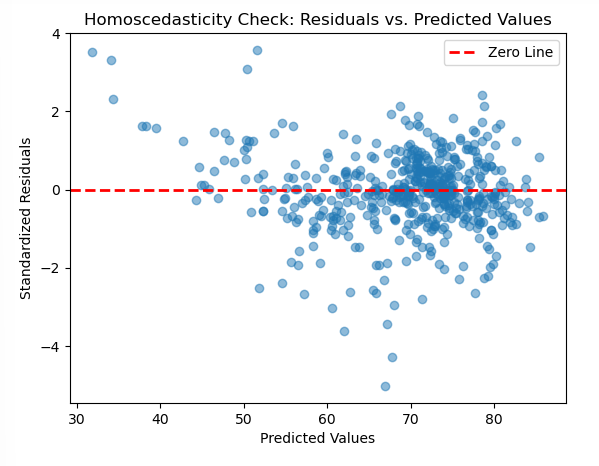 Homoscedasticity Check: Residuals vs. Predicted Values
Zero Line
4
2
0
−2
−4
Standardized Residuals
30 40 50 60 70 80
Predicted Values